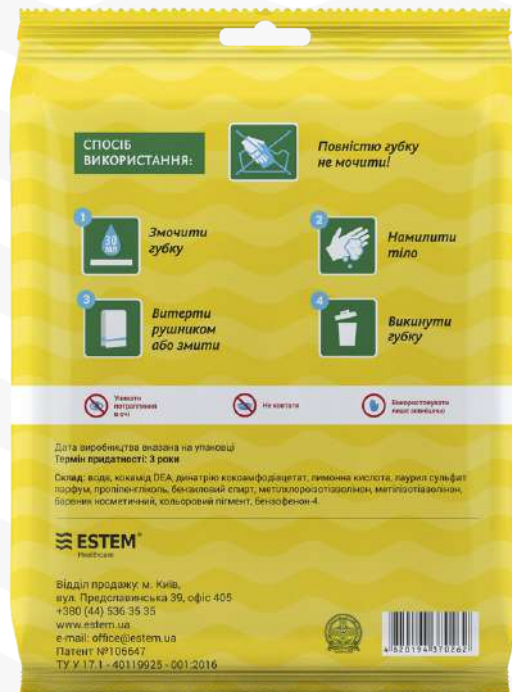 СПОСІБ
ВИКОРИСТАННЯ:
Повністю губку
не мочити!
1
30
МЛ
Змочити
губку
2
Намилити
тіло
3
Витерти
рушником
або змити
4
Викинути
губку
Уникати
потрапляння
в очі
Не ковтати
Використовувати
лише зовнішньо
Дата виробництва вказана на упаковці
Термін придатності: 3 роки
Склад: вода, кокамід DEA, динатрію кокоамфодіацетат, лимонна кислота, лаурил сульфат
парфум, пропіленгліколь, бензиловий спирт, метилхлороізотіазолінон, метилізотіазолінон,
барвник косметичний, кольоровий пігмент, бензофенон-4.
ESTEM®
Healthcare
Відділ продажу: м. Київ,
вул. Предславинська 39, офіс 405
+380 (44) 536 35 35
www.estem.ua
e-mail: office@estem.ua
Патент №106647
ТУ У 17.1 - 40119925 - 001:2016
4 820194 370262